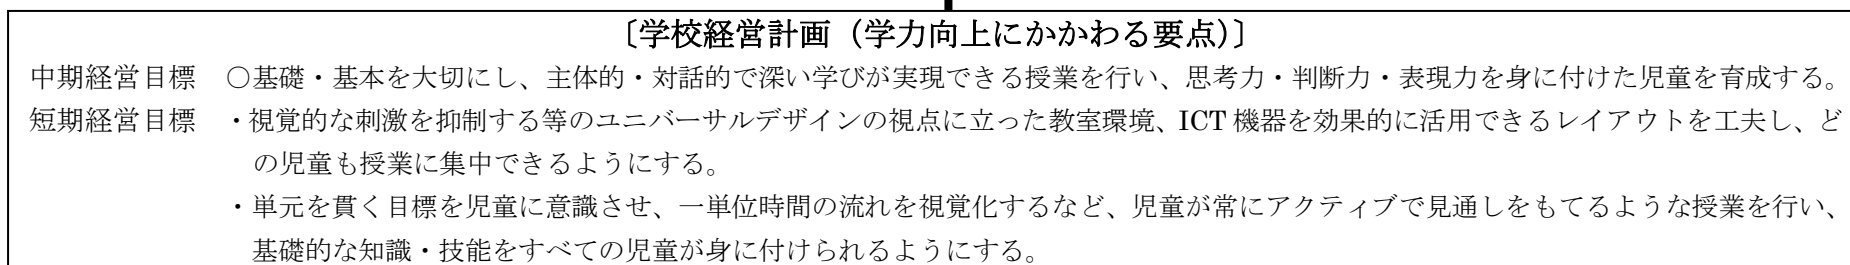 〔学校経営計画（学力向上にかかわる要点）〕
中期経営目標　○基礎・基本を大切にし、主体的・対話的で深い学びが実現できる授業を行い、思考力・判断力・表現力を身に付けた児童を育成する。
短期経営目標　・視覚的な刺激を抑制する等のユニバーサルデザインの視点に立った教室環境、ICT 機器を効果的に活用できるレイアウトを工夫し、ど
の児童も授業に集中できるようにする。
・単元を貫く目標を児童に意識させ、一単位時間の流れを視覚化するなど、児童が常にアクティブで見通しをもてるような授業を行い、
基礎的な知識・技能をすべての児童が身に付けられるようにする。